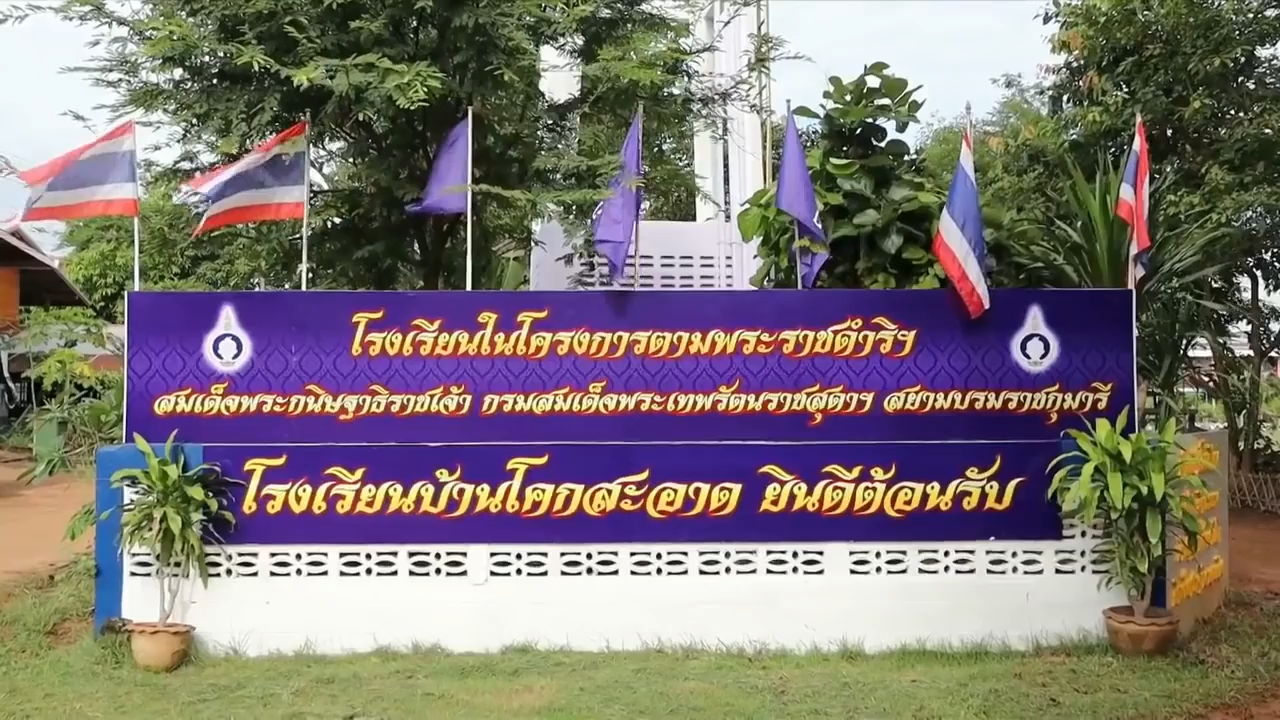 โรงเรียนในโครงการตามพระราชดำริฯ
สมเด็จพระกนิษฐาธิราชเจ้า กรมสมเด็จพระเทพรัตนราชสุดาฯ สยามบรมราชกุมารี
โรงเรียนบ้านโคกสะอาด ยินดีต้อนรับ